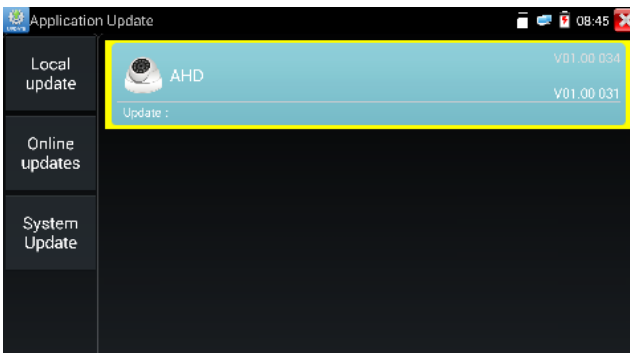 Application Update
08:45
Local
update
Online
updates
System
Update
AHD
V01.00 034
V01.00 031
Update :